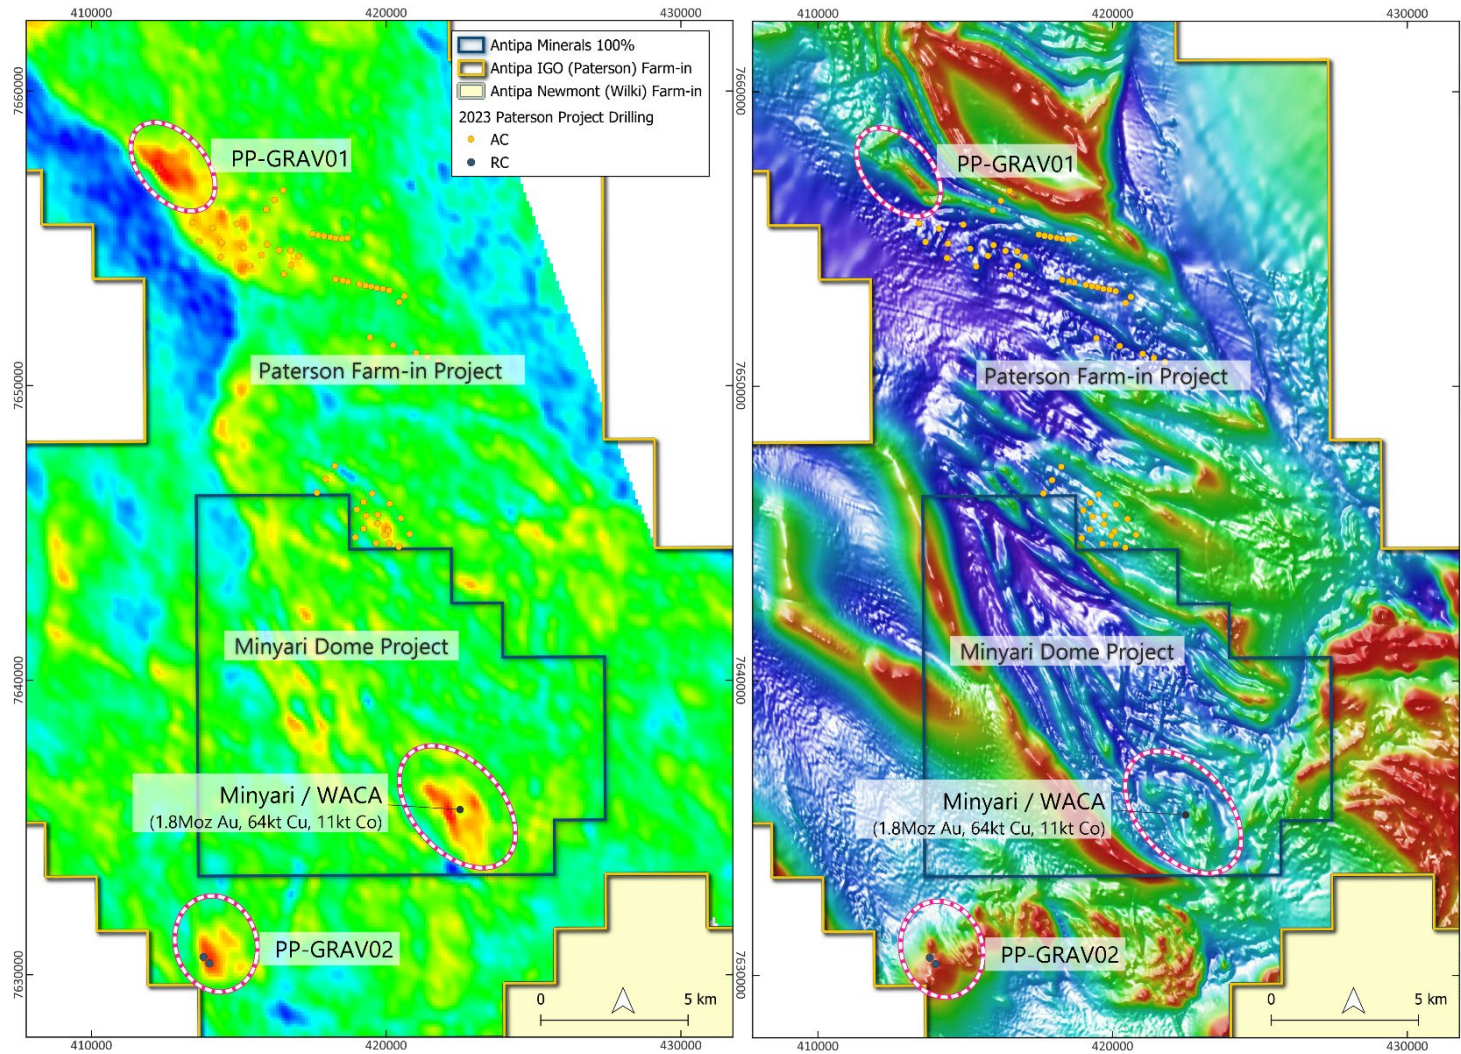 410000
420000
430000
Antipa Minerals 100%
Antipa IGO (Paterson) Farm-in
Antipa Newmont (Wilki) Farm-in
2023 Paterson Project Drilling
AC
RC
7660000
7650000
7640000
7630000
PP-GRAV01
Paterson Farm-in Project
Minyari Dome Project
Minyari / WACA
(1.8Moz Au, 64kt Cu, 11kt Co)
PP-GRAV02
0
5 km
410000
420000
430000
410000
420000
430000
7660000
7650000
7640000
7630000
PP-GRAV01
Paterson Farm-in Project
Minyari Dome Project
Minyari / WACA
(1.8Moz Au, 64kt Cu, 11kt Co)
PP-GRAV02
0
5 km
410000
420000
430000